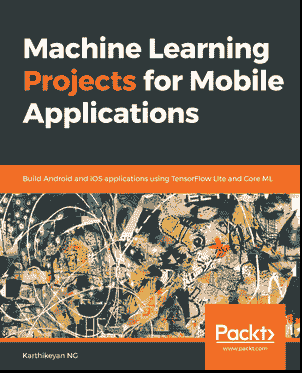 Machine Learning
Projects for Mobile
Applications
Build Android and iOS applications using TensorFlow Lite and Core ML
Karthikeyan NG
Packt>
www.packt.com